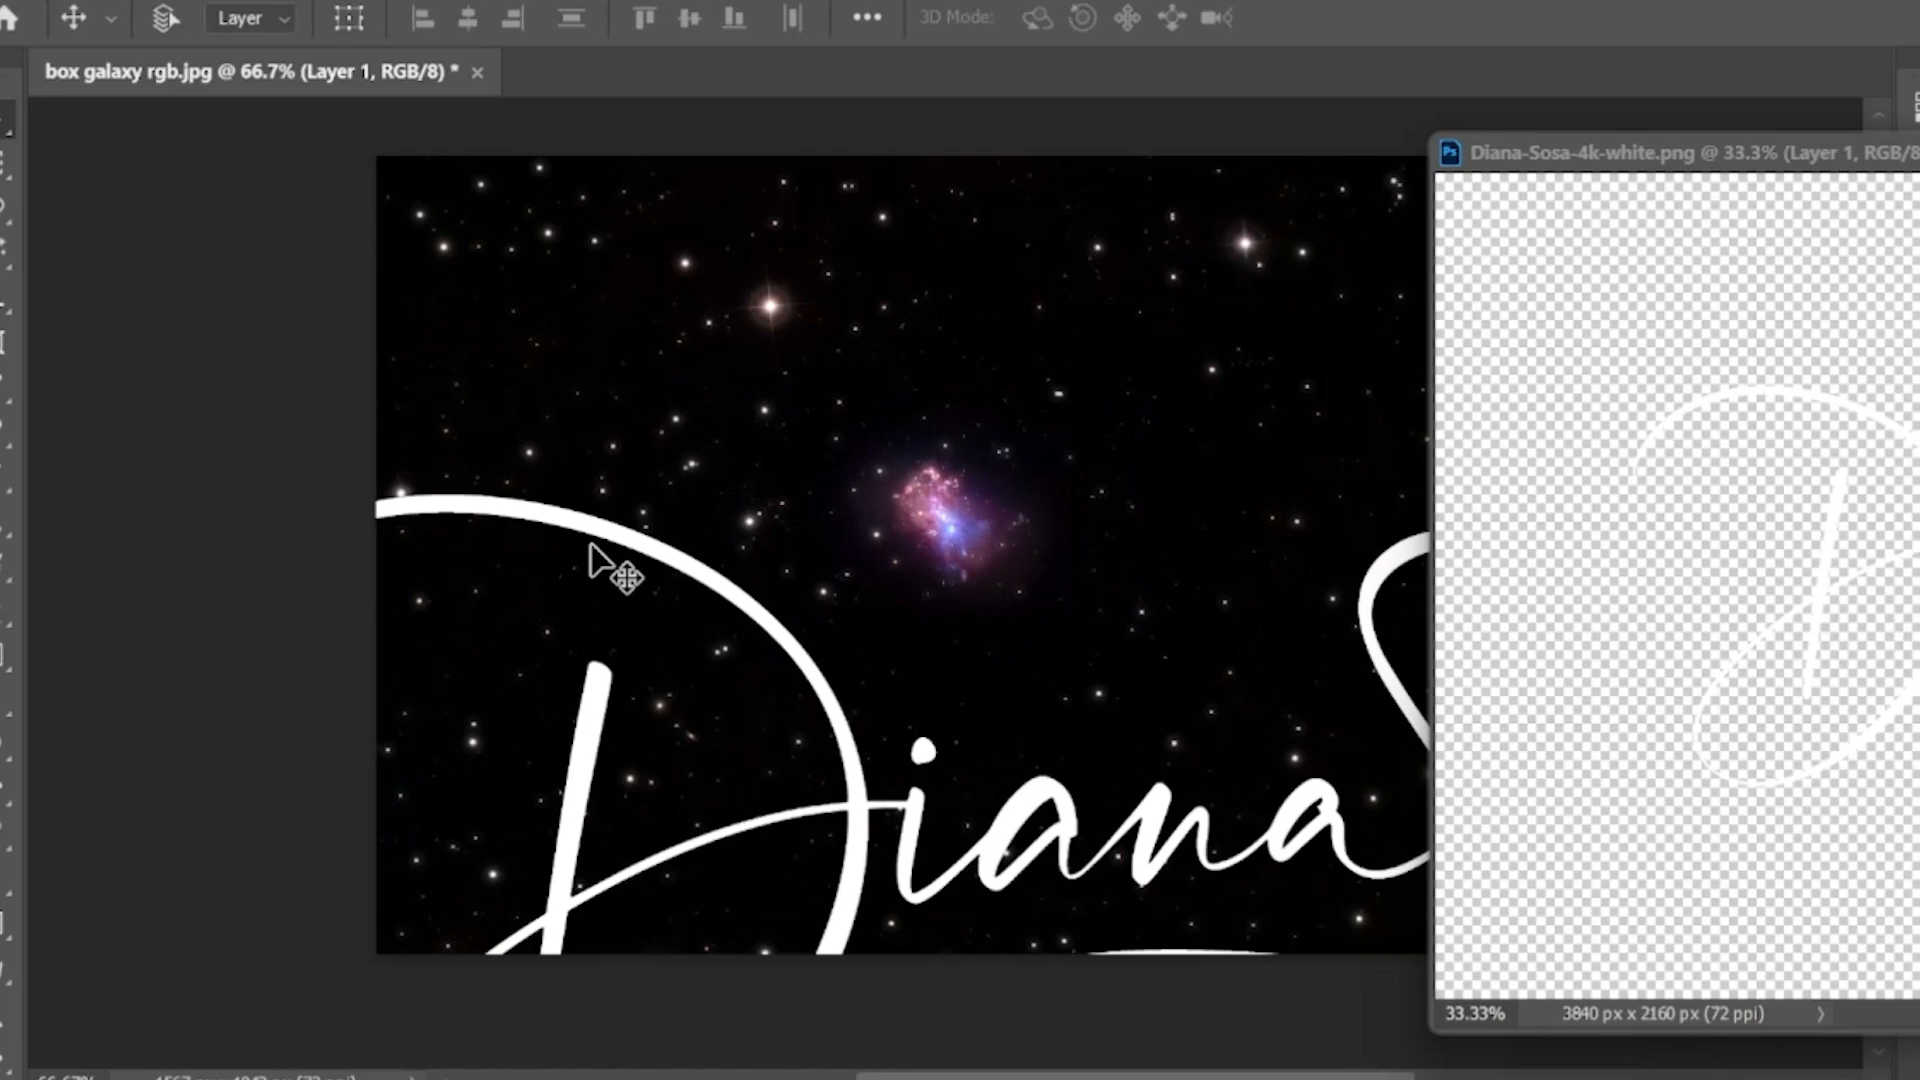 Layer
3D Mode:
box galaxy rgb.jpg @ 66.7% (Layer 1, RGB/8) *
Ps Diana-Sosa-4k-white.png @ 33.3% (Layer 1, RGB/8
Diana S
33.33% 3840 px x 2160 px (72 ppi)